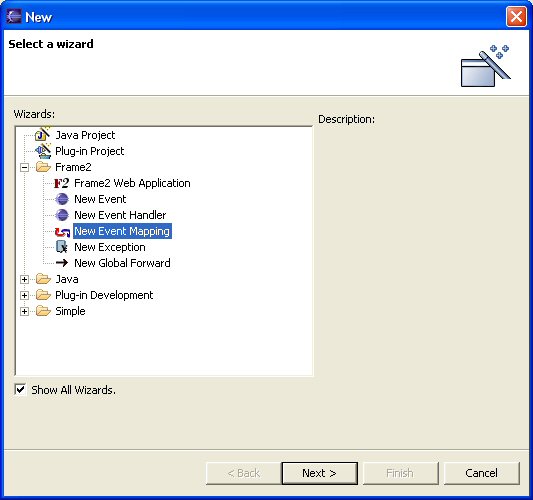 New
Select a wizard
Wizards:
Description:
Java Project
Plug-in Project
Frame2
F2 Frame2 Web Application
New Event
New Event Handler
New Event Mapping
New Exception
New Global Forward
Java
Plug-in Development
Simple
Show All Wizards.
< Back Next > Finish Cancel